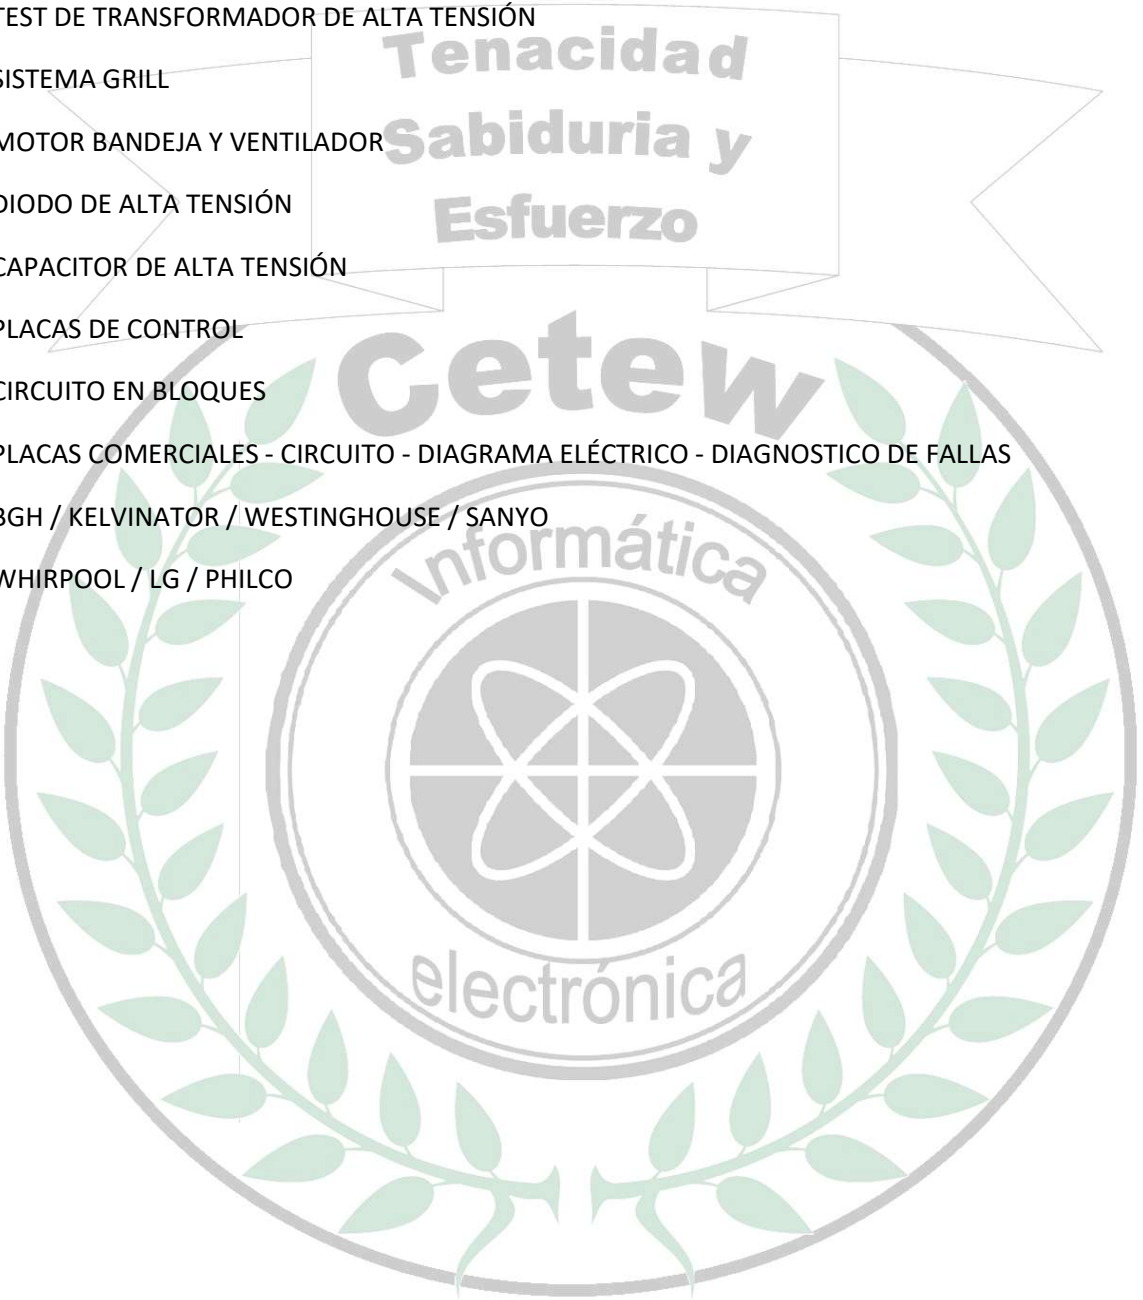 TEST DE TRANSFORMADOR DE ALTA TENSIÓN
SISTEMA GRILL
MOTOR BANDEJA Y VENTILADOR
DIODO DE ALTA TENSIÓN
CAPACITOR DE ALTA TENSIÓN
PLACAS DE CONTROL
CIRCUITO EN BLOQUES
PLACAS COMERCIALES - CIRCUITO - DIAGRAMA ELÉCTRICO - DIAGNOSTICO DE FALLAS
BGH / KELVINATOR / WESTINGHOUSE / SANYO
WHIRPOOL / LG / PHILCO
Tenacidad
Sabiduria y
Esfuerzo
Cetew
informática
electrónica